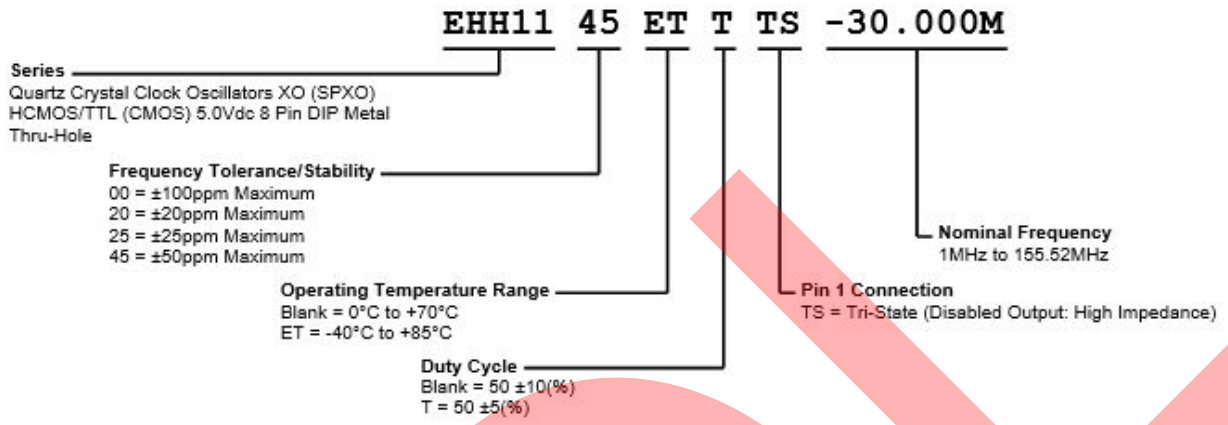 EHH11 45 ET T TS -30.000M
Series
Quartz Crystal Clock Oscillators XO (SPXO)
HCMOS/TTL (CMOS) 5.0Vdc 8 Pin DIP Metal
Thru-Hole
Frequency Tolerance/Stability
00 = ±100ppm Maximum
20 = ±20ppm Maximum
25 = ±25ppm Maximum
45 = ±50ppm Maximum
Nominal Frequency
1MHz to 155.52MHz
Operating Temperature Range
Blank = 0°C to +70°C
ET = -40°C to +85°C
Pin 1 Connection
TS = Tri-State (Disabled Output: High Impedance)
Duty Cycle
Blank = 50 ±10(%)
T = 50 ±5(%)